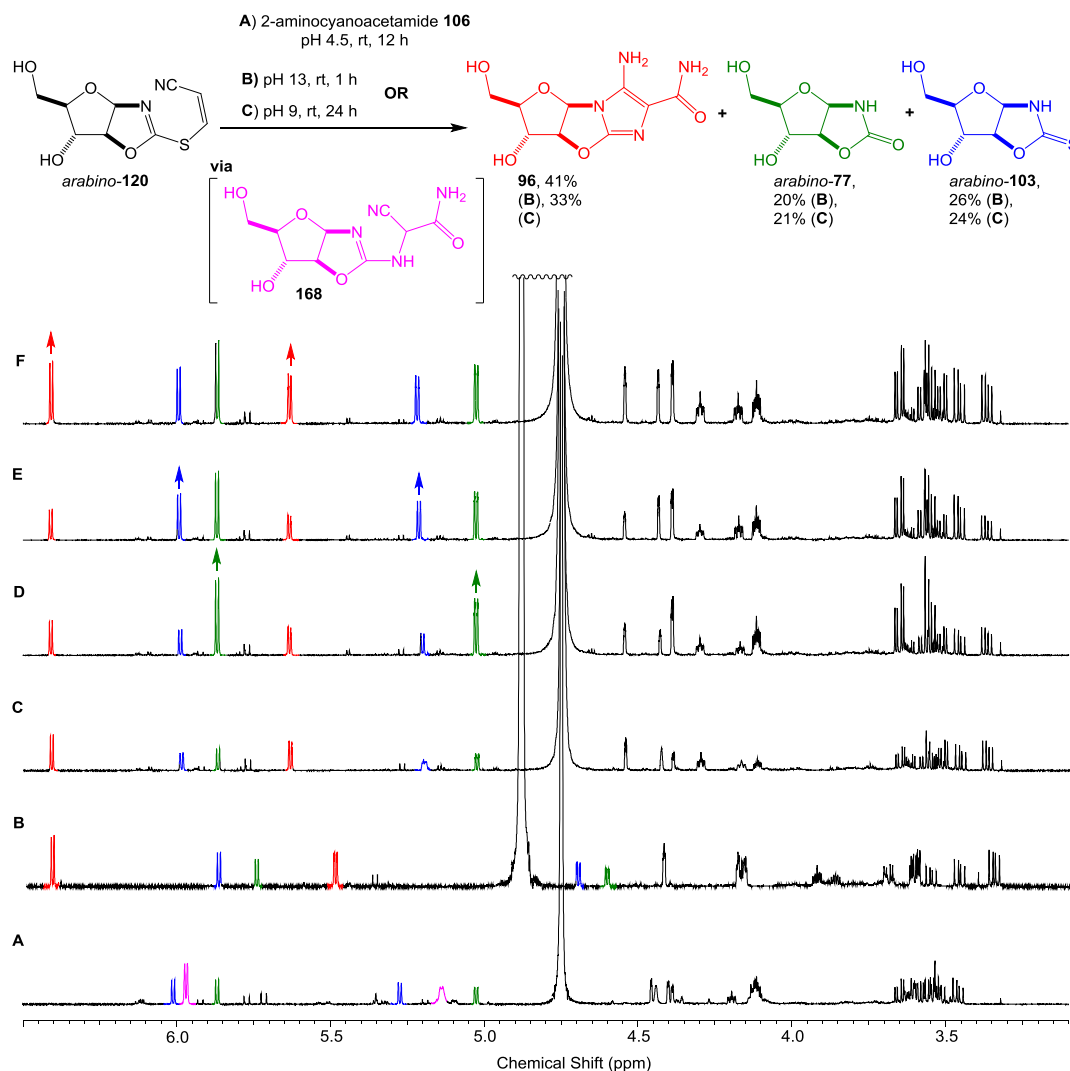 A) 2-aminocyanoacetamide 106
pH 4.5, rt, 12 h
B) pH 13, rt, 1 h
OR
C) pH 9, rt, 24 h
HO
O
N
NC
S
O
HO
arabino-120
via
HO
O
N
NC
NH2
O
NH
O
HO
168
HO
O
NH2
NH2
N
O
N
O
HO
96, 41%
(B), 33%
(C)
+
HO
O
NH
O
O
HO
arabino-77,
20% (B),
21% (C)
+
HO
O
NH
S
O
HO
arabino-103,
26% (B),
24% (C)
F
E
D
C
B
A
6.0 5.5 5.0 4.5 4.0 3.5
Chemical Shift (ppm)